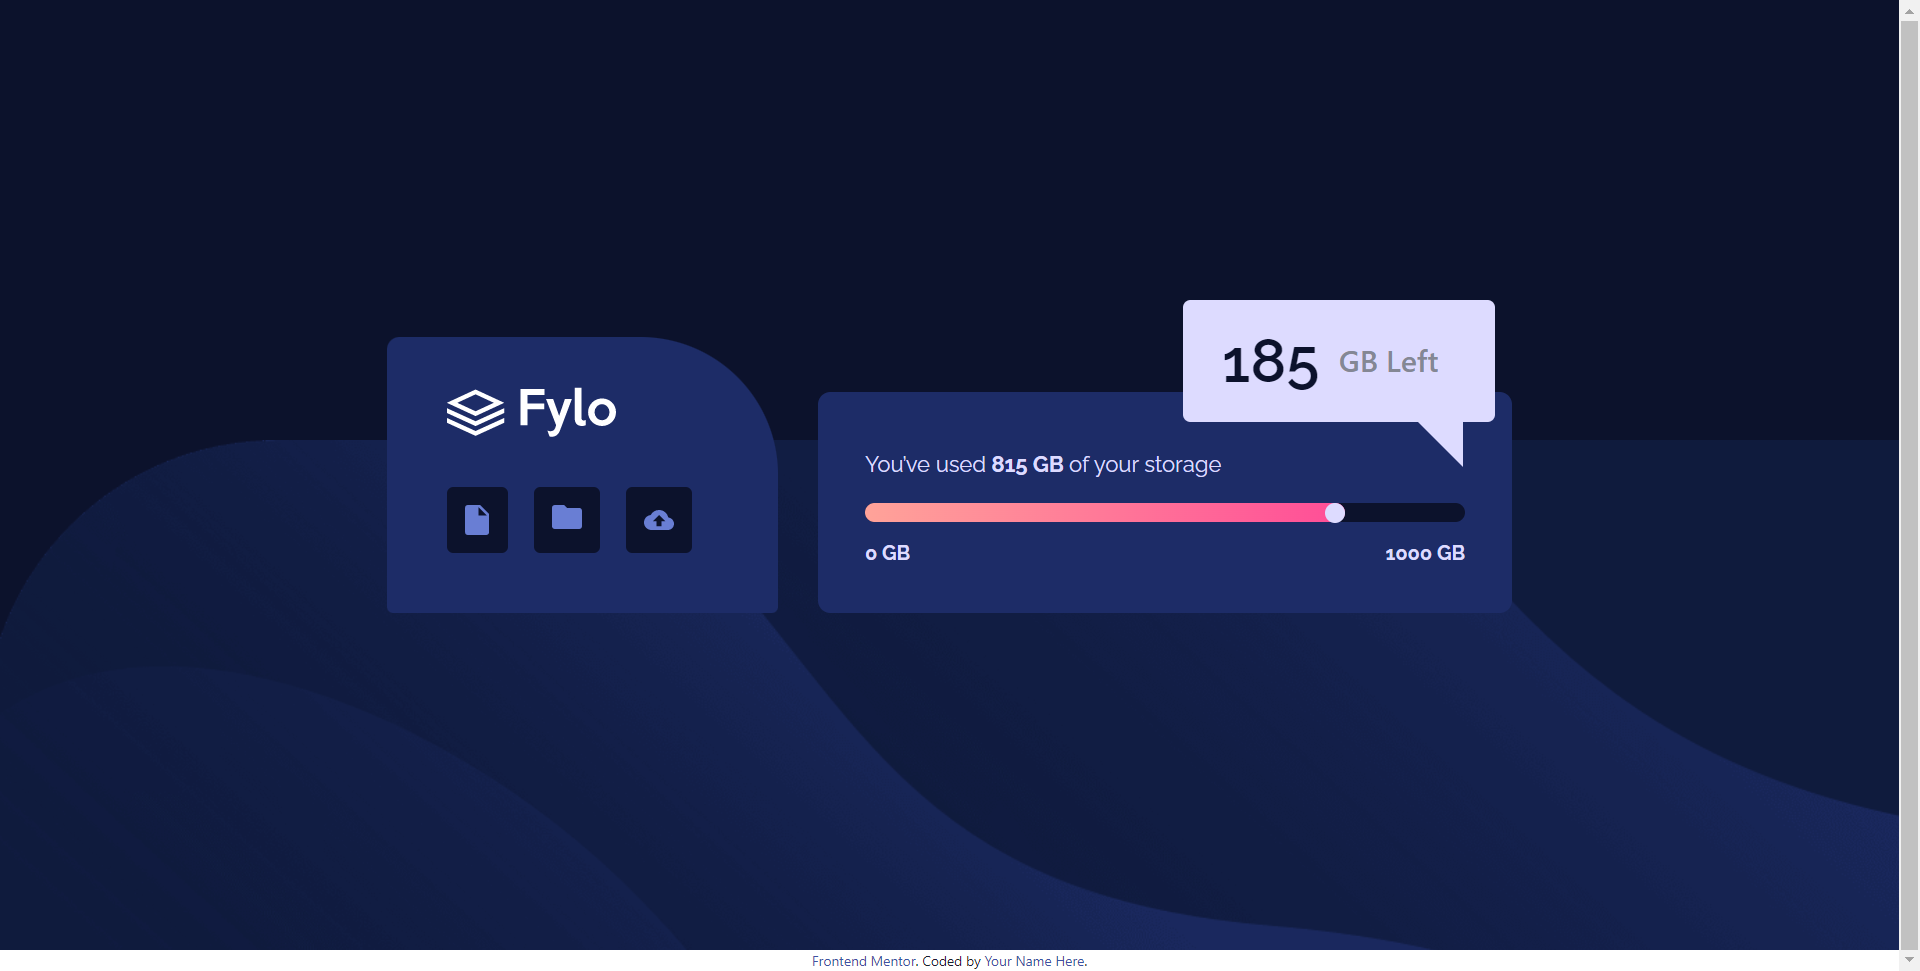 Fylo
185 GB Left
You've used 815 GB of your storage
0 GB 1000 GB
Frontend Mentor. Coded by Your Name Here.